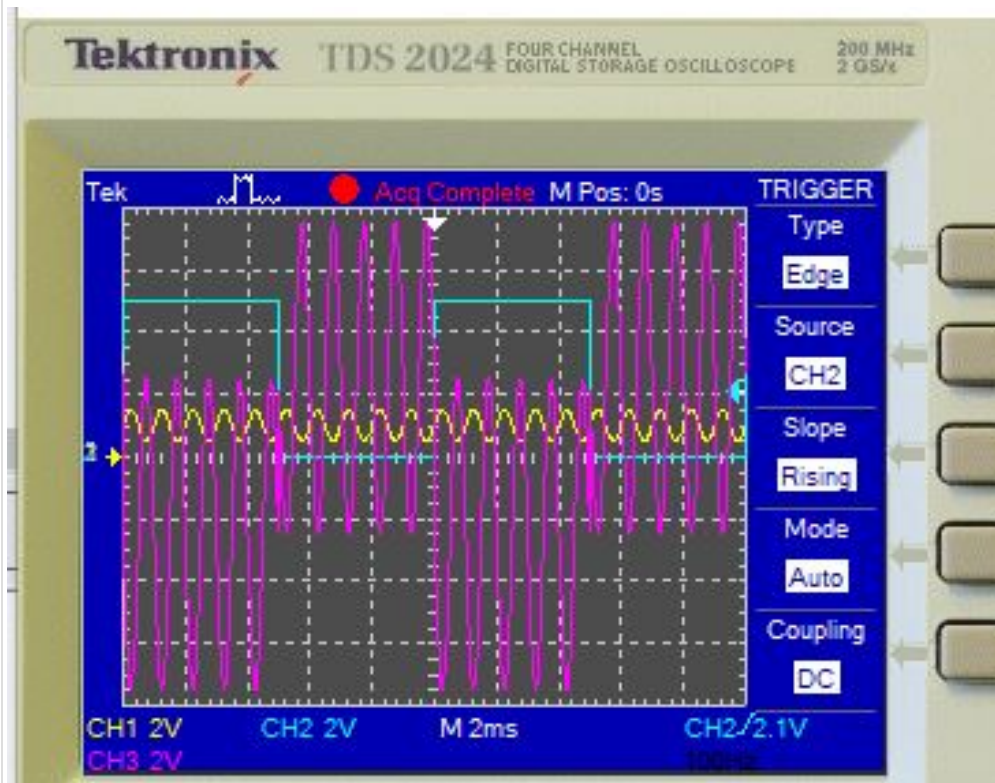 Tektronix TDS 2024 FOUR CHANNEL 200 MHz
DIGITAL STORAGE OSCILLOSCOPE 2 GS/s
Tek Acq Complete M Pos: 0s TRIGGER
Type
Edge
Source
CH2
Slope
Rising
Mode
Auto
Coupling
DC
CH1 2V CH2 2V M 2ms CH2 2.1V
CH3 2V 100Hz